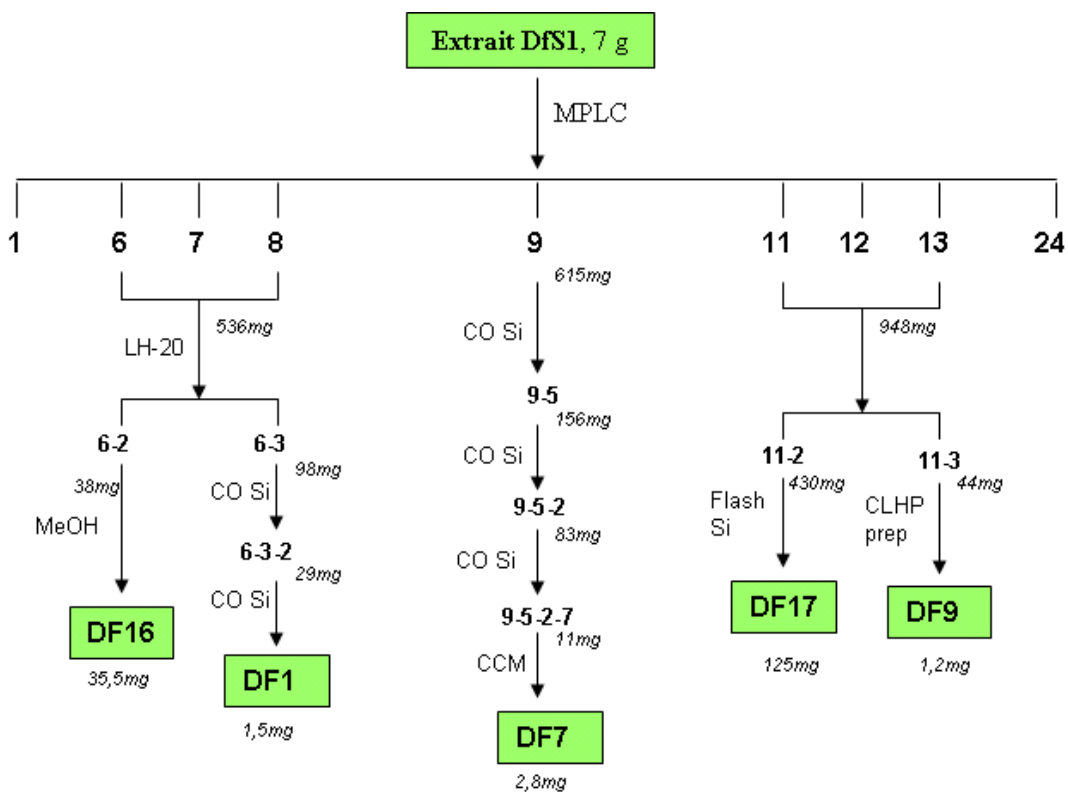 Extrait DfS1, 7 g
MPLC
1 6 7 8 9 11 12 13 24
536mg
LH-20
6-2
38mg
MeOH
DF16
35,5mg
6-3
98mg
CO Si
6-3-2
29mg
CO Si
DF1
1,5mg
615mg
CO Si
9-5
156mg
CO Si
9-5-2
83mg
CO Si
9-5-2-7
11mg
CCM
DF7
2,8mg
948mg
11-2
430mg
Flash
Si
DF17
125mg
11-3
44mg
CLHP
prep
DF9
1,2mg